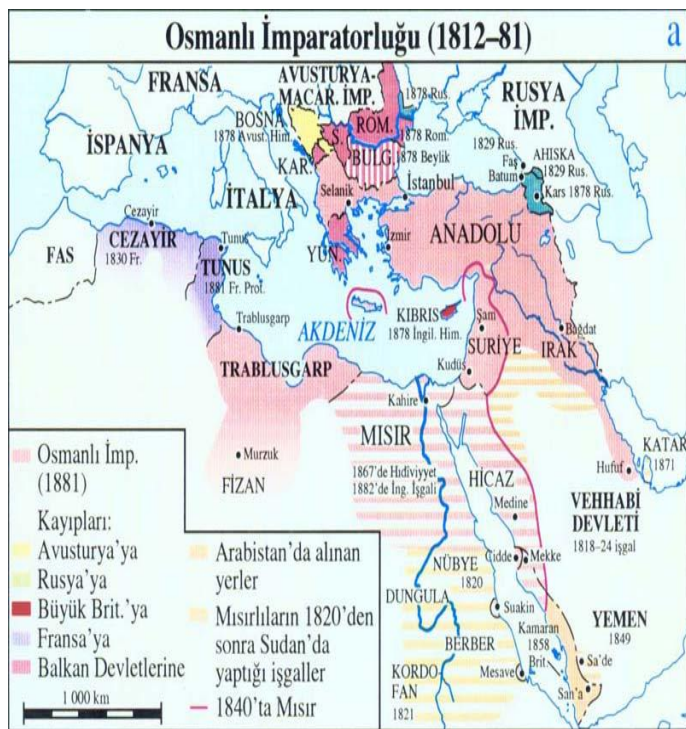 Osmanlı İmparatorluğu (1812–81)
a
FRANSA
AVUSTURYA-
MACAR. İMP.
1878 Rus.
RUSYA
İMP.
BOSNA
1878 Avust. Him.
ROM.
İSPANYA
S.
1878 Rom.
KAR.
BULG.
1878 Beylik
1829 Rus.
Faş
Batum
AHISKA
1829 Rus.
Kars 1878 Rus.
İTALYA
Selanik
İstanbul
Cezayir
CEZAYİR
1830 Fr.
Tunus
TUNUS
1881 Fr. Prot.
FAS
YUN.
İzmir
ANADOLU
AKDENİZ
KIBRIS
1878 İngil. Him.
Şam
SURİYE
Bağdat
IRAK
Trablusgarp
TRABLUSGARP
Kudüs
Kahire
Murzuk
FİZAN
MISIR
1867'de Hıdiviyyet
1882'de İng. İşgali
HİCAZ
Medine
KATAR
1871
Hufuf
VEHHABİ
DEVLETİ
1818–24 işgal
Cidde
Mekke
NÜBYE
1820
DUNGULA
Suakin
BERBER
Kamaran
1858
Brit.
YEMEN
1849
Sa'de
San'a
KORDO-
FAN
1821
Mesave
Osmanlı İmp.
(1881)
Kayıpları:
Avusturya'ya
Rusya'ya
Büyük Brit.'ya
Fransa'ya
Balkan Devletlerine
1 000 km
Arabistan'da alınan
yerler
Mısırlıların 1820'den
sonra Sudan'da
yaptığı işgaller
1840'ta Mısır